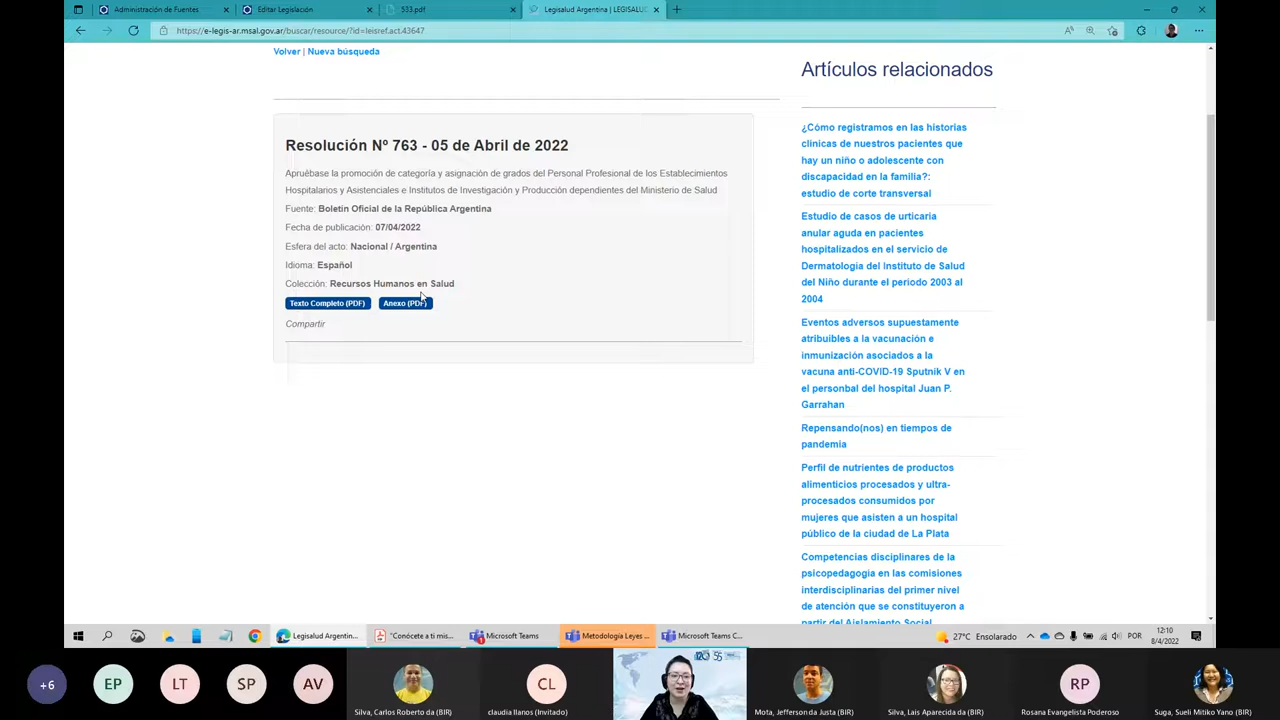 Administración de Fuentes
Editar Legislación
533.pdf
Legisalud Argentina | LEGISALUD
https://e-legis-ar.msal.gov.ar/buscar/resource/?id=leisref.act.43647
Volver | Nueva búsqueda
Resolución Nº 763 - 05 de Abril de 2022
Apruébase la promoción de categoría y asignación de grados del Personal Profesional de los Establecimientos
Hospitalarios y Asistenciales e Institutos de Investigación y Producción dependientes del Ministerio de Salud
Fuente: Boletín Oficial de la República Argentina
Fecha de publicación: 07/04/2022
Esfera del acto: Nacional / Argentina
Idioma: Español
Colección: Recursos Humanos en Salud
Texto Completo (PDF)
Anexo (PDF)
Compartir
Artículos relacionados
¿Cómo registramos en las historias
clínicas de nuestros pacientes que
hay un niño o adolescente con
discapacidad en la familia?:
estudio de corte transversal
Estudio de casos de urticaria
anular aguda en pacientes
hospitalizados en el servicio de
Dermatología del Instituto de Salud
del Niño durante el periodo 2003 al
2004
Eventos adversos supuestamente
atribuibles a la vacunación e
inmunización asociados a la
vacuna anti-COVID-19 Sputnik V en
el personbal del hospital Juan P.
Garrahan
Repensando(nos) en tiempos de
pandemia
Perfil de nutrientes de productos
alimenticios procesados y ultra-
procesados consumidos por
mujeres que asisten a un hospital
público de la ciudad de La Plata
Competencias disciplinares de la
psicopedagogía en las comisiones
interdisciplinarias del primer nivel
de atención que se constituyeron a
partir del Aislamiento Social
Legisalud Argentin...
"Conócete a ti mis...
Microsoft Teams
Metodología Leyes ...
Microsoft Teams C...
27°C Ensolarado
POR
12:10
8/4/2022
+6
EP
LT
SP
AV
Silva, Carlos Roberto da (BIR)
CL
claudia llanos (Invitado)
Mota, Jefferson da Justa (BIR)
Silva, Lais Aparecida da (BIR)
RP
Rosana Evangelista Poderoso
Suga, Sueli Mitiko Yano (BIR)